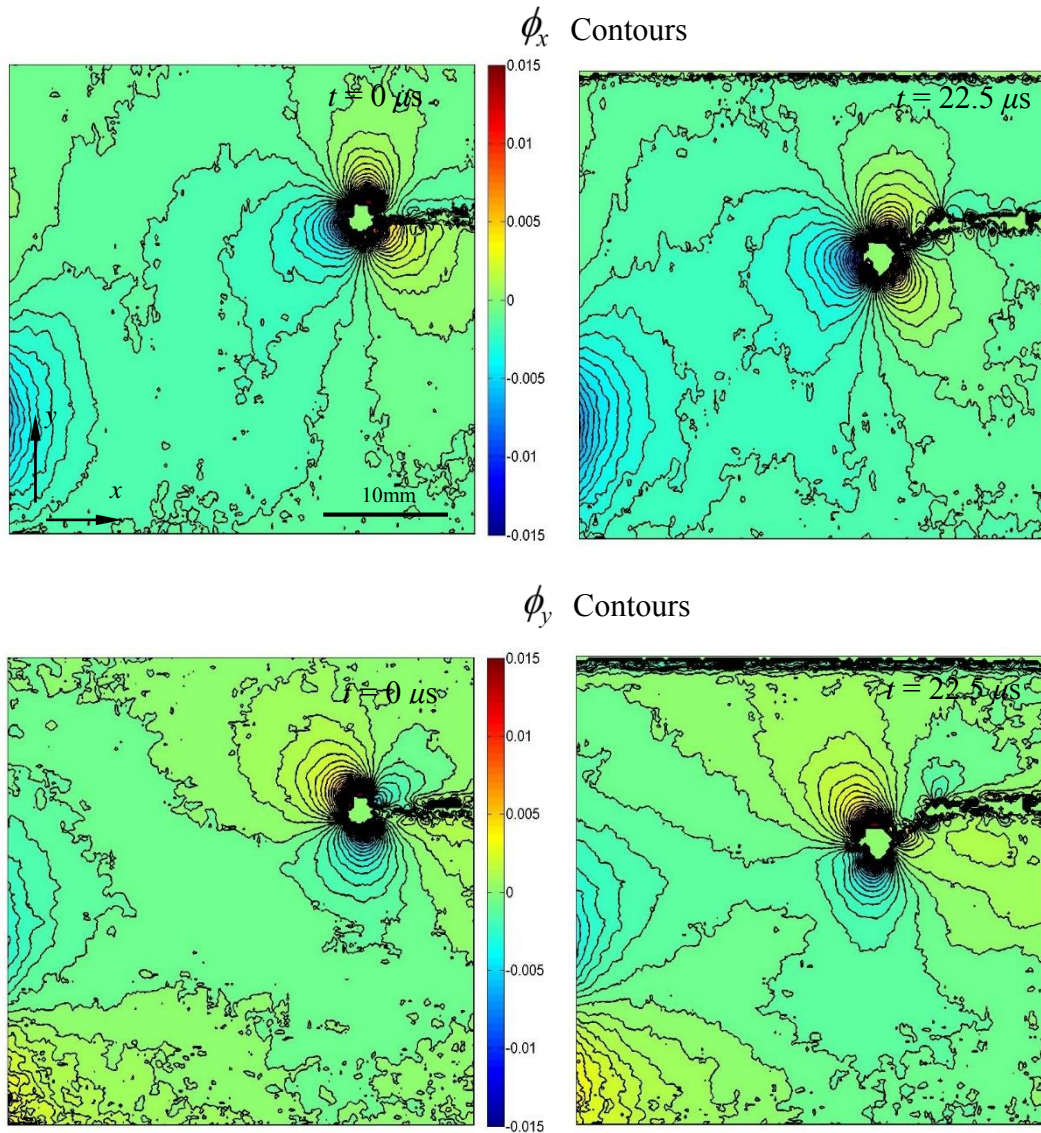 ϕx Contours
t = 0 μs
t = 22.5 μs
0.015
0.01
0.005
0
-0.005
-0.01
-0.015
y
x
10mm
ϕy Contours
t = 0 μs
t = 22.5 μs
0.015
0.01
0.005
0
-0.005
-0.01
-0.015